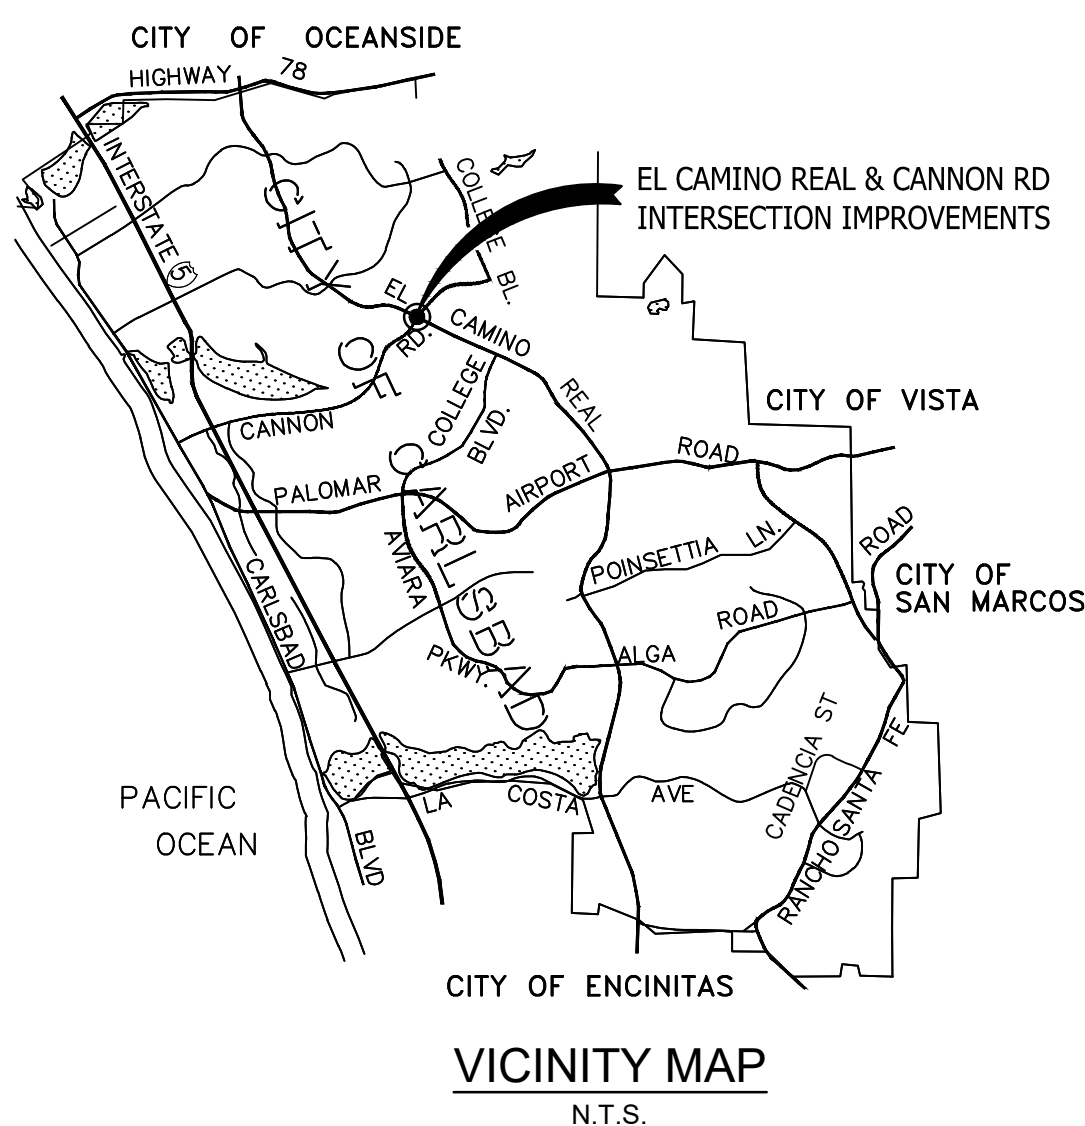 CITY OF OCEANSIDE
HIGHWAY 78
INTERSTATE 5
COLLEGE BL.
EL CAMINO REAL & CANNON RD
INTERSECTION IMPROVEMENTS
CITY OF CARLSBAD
EL CAMINO REAL
CANNON RD.
COLLEGE
BLVD.
CITY OF VISTA
PALOMAR AIRPORT ROAD
AVIARA PKWY.
POINSETTIA LN.
CARLSBAD BLVD
ALGA ROAD
CITY OF
SAN MARCOS
RANCHO SANTA FE ROAD
CADENCIA ST
LA COSTA AVE
PACIFIC
OCEAN
CITY OF ENCINITAS
VICINITY MAP
N.T.S.